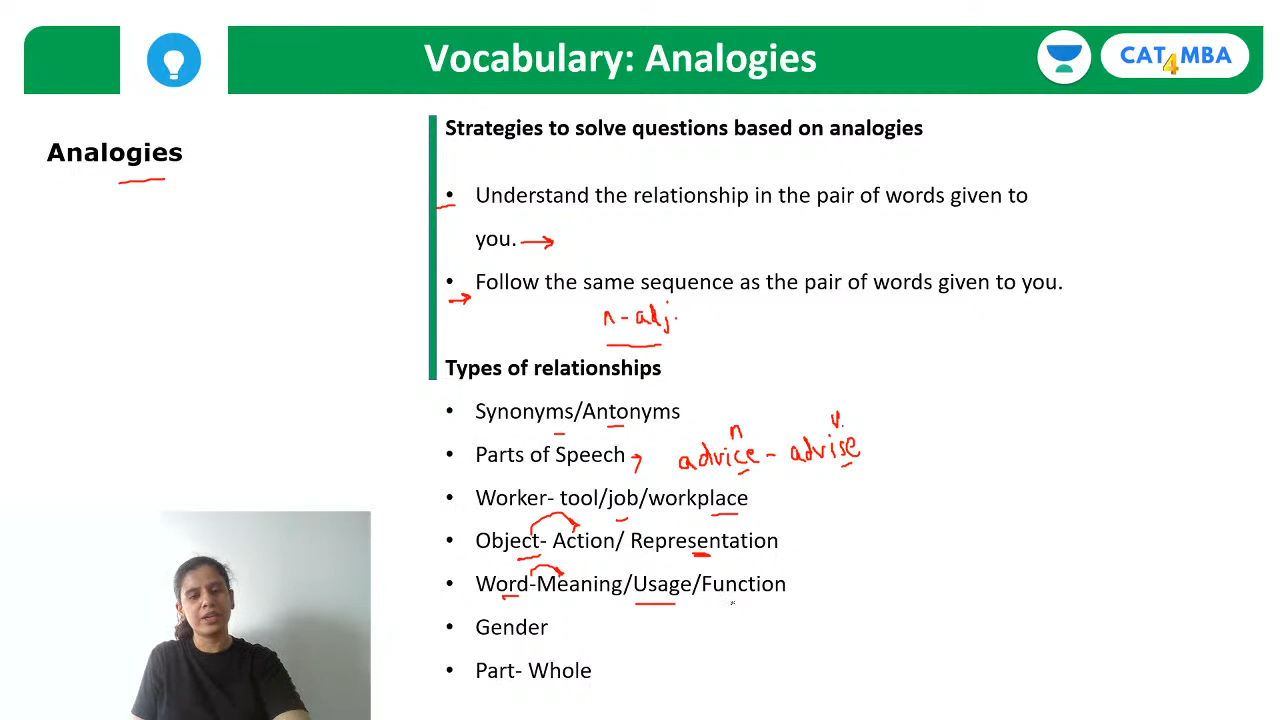 Vocabulary: Analogies
CAT4MBA
Analogies
Strategies to solve questions based on analogies
• Understand the relationship in the pair of words given to
you.
• Follow the same sequence as the pair of words given to you.
n-adj.
Types of relationships
• Synonyms/Antonyms
n v.
• Parts of Speech → advice - advise
• Worker- tool/job/workplace
• Object- Action/ Representation
• Word-Meaning/Usage/Function
• Gender
• Part- Whole